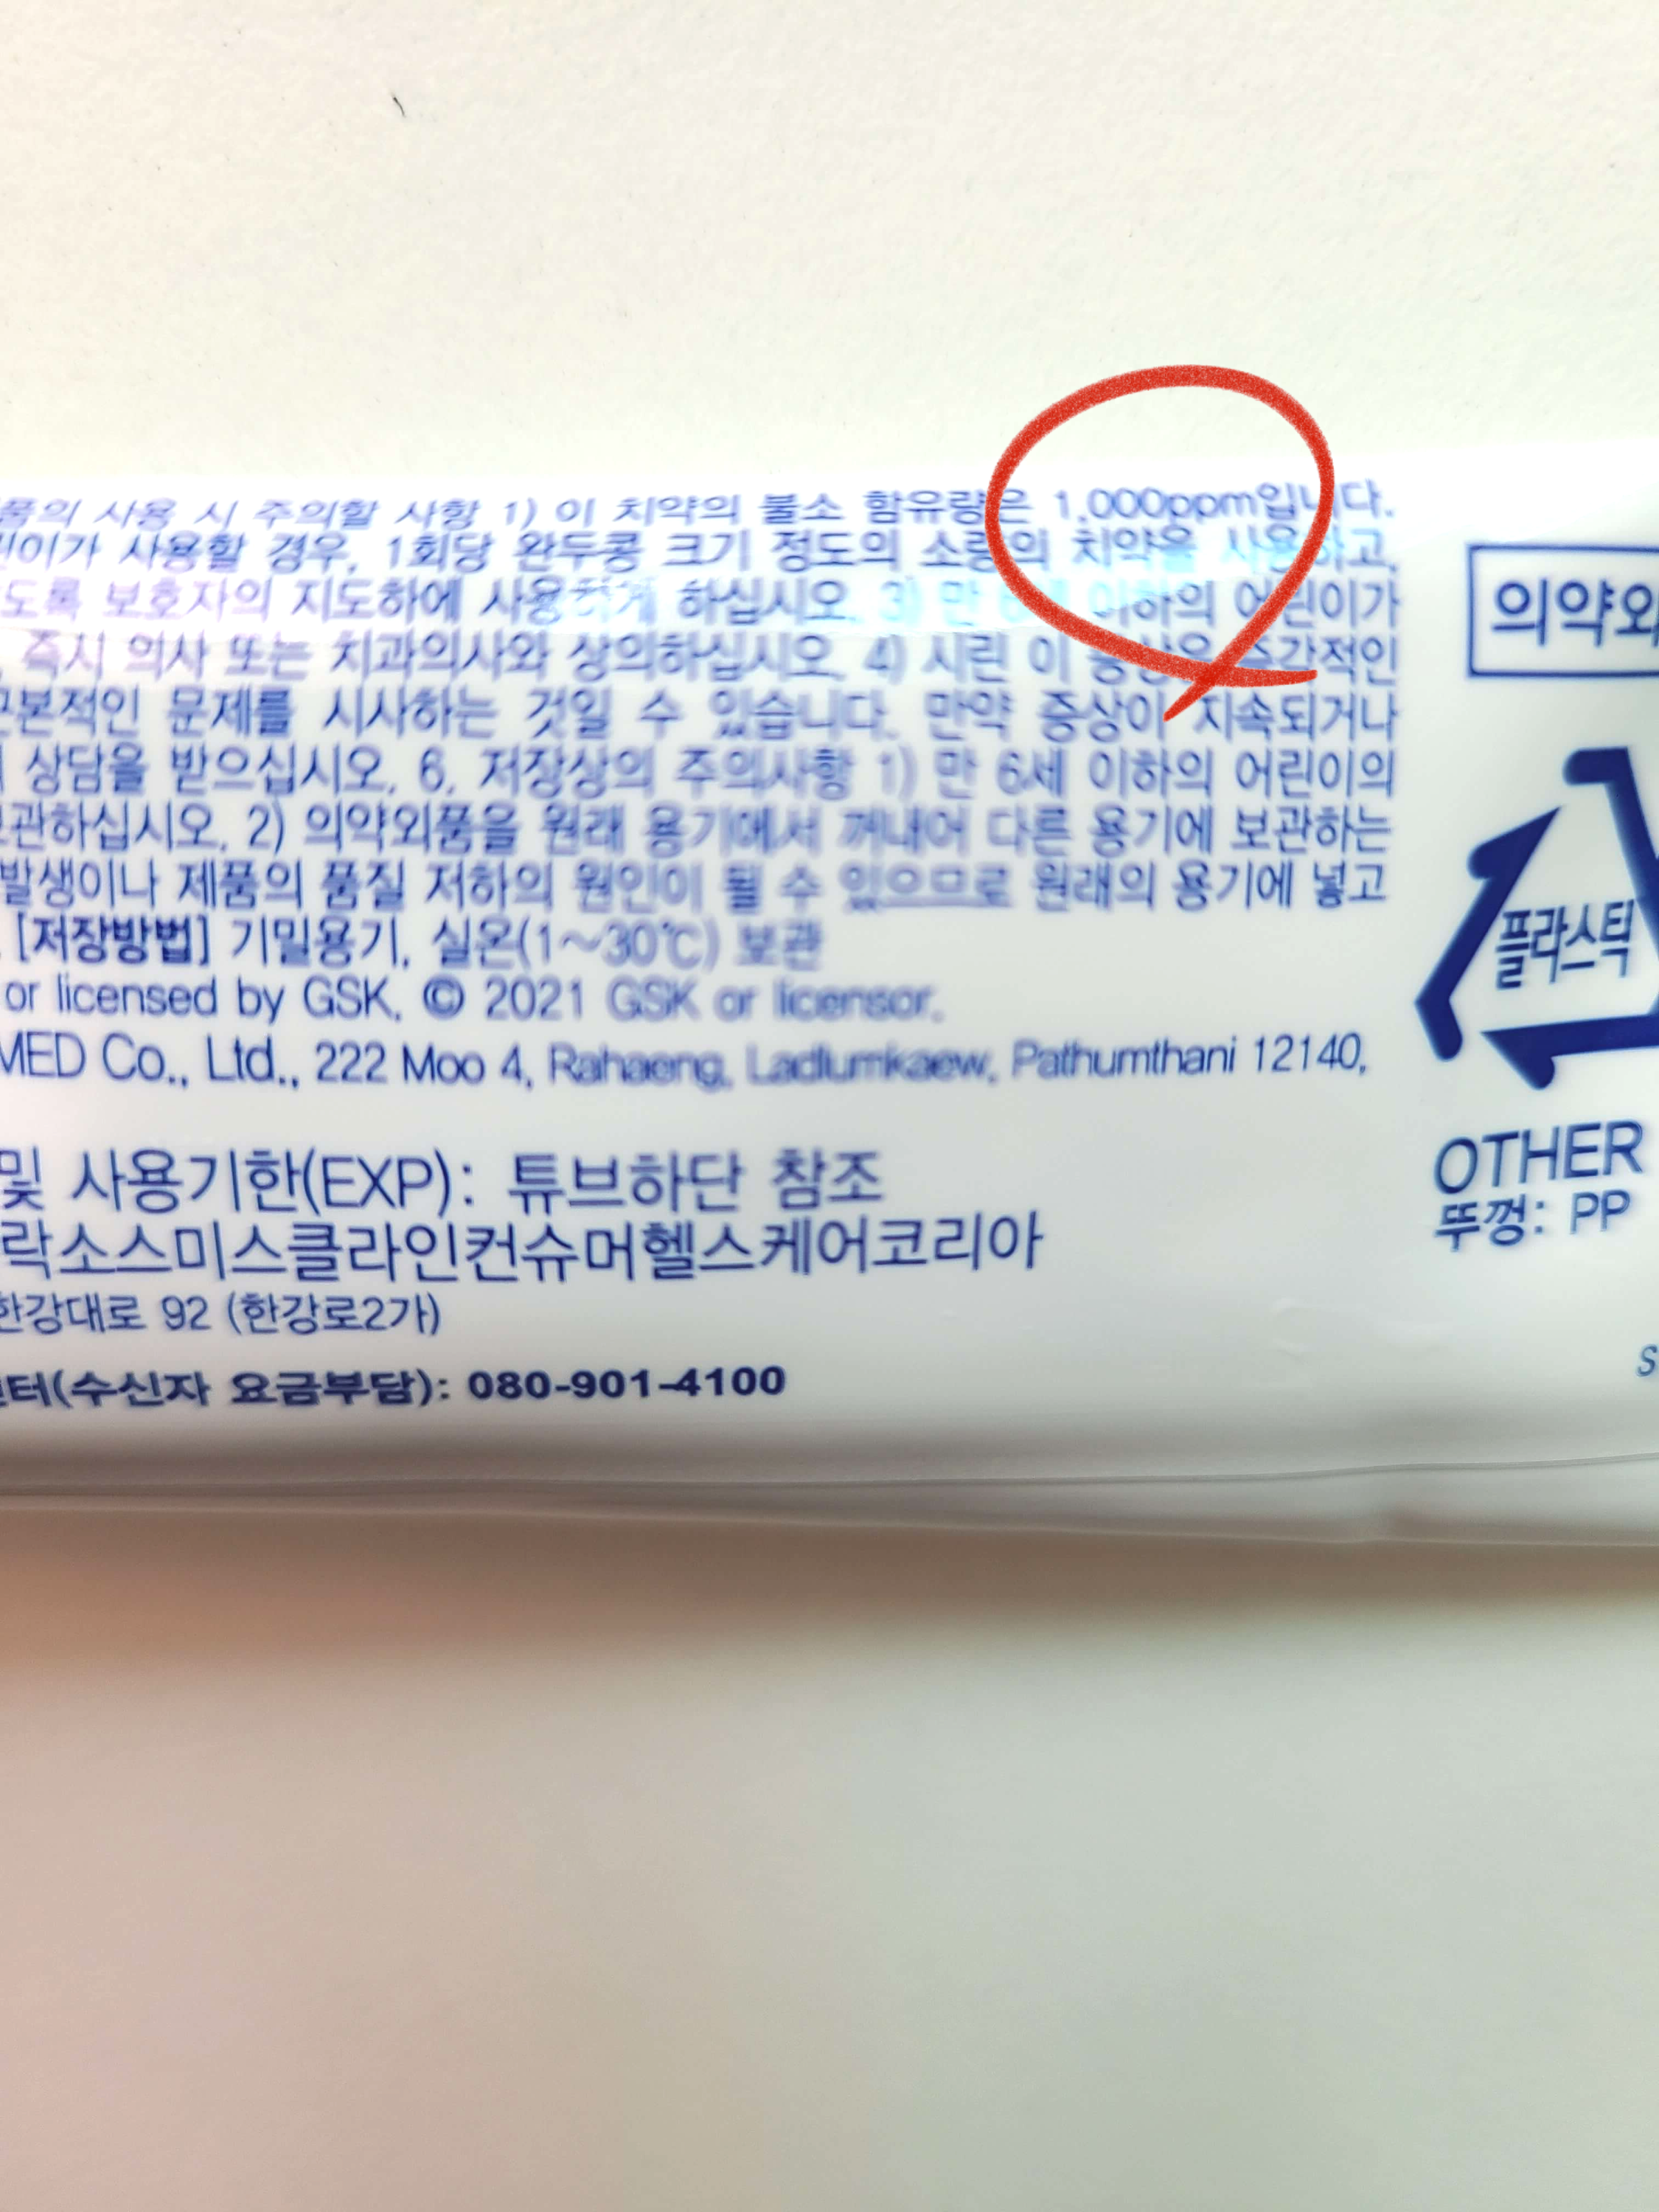 품의 사용 시 주의할 사항 1) 이 치약의 불소 함유량은 1,000ppm입니다.
린이가 사용할 경우, 1회당 완두콩 크기 정도의 소량의 치약을 사용하고,
도록 보호자의 지도하에 사용하게 하십시오. 3) 만 6세 이하의 어린이가
, 즉시 의사 또는 치과의사와 상의하십시오. 4) 시린 이 증상은 즉각적인
근본적인 문제를 시사하는 것일 수 있습니다. 만약 증상이 지속되거나
상담을 받으십시오. 6. 저장상의 주의사항 1) 만 6세 이하의 어린이의
보관하십시오. 2) 의약외품을 원래 용기에서 꺼내어 다른 용기에 보관하는
발생이나 제품의 품질 저하의 원인이 될 수 있으므로 원래의 용기에 넣고
. [저장방법] 기밀용기, 실온(1~30℃) 보관
or licensed by GSK. © 2021 GSK or licensor.
MED Co., Ltd., 222 Moo 4, Rahaeng, Ladlumkaew, Pathumthani 12140,
및 사용기한(EXP): 튜브하단 참조
락소스미스클라인컨슈머헬스케어코리아
한강대로 92 (한강로2가)
터(수신자 요금부담): 080-901-4100
의약외
플라스틱
OTHER
뚜껑: PP
S